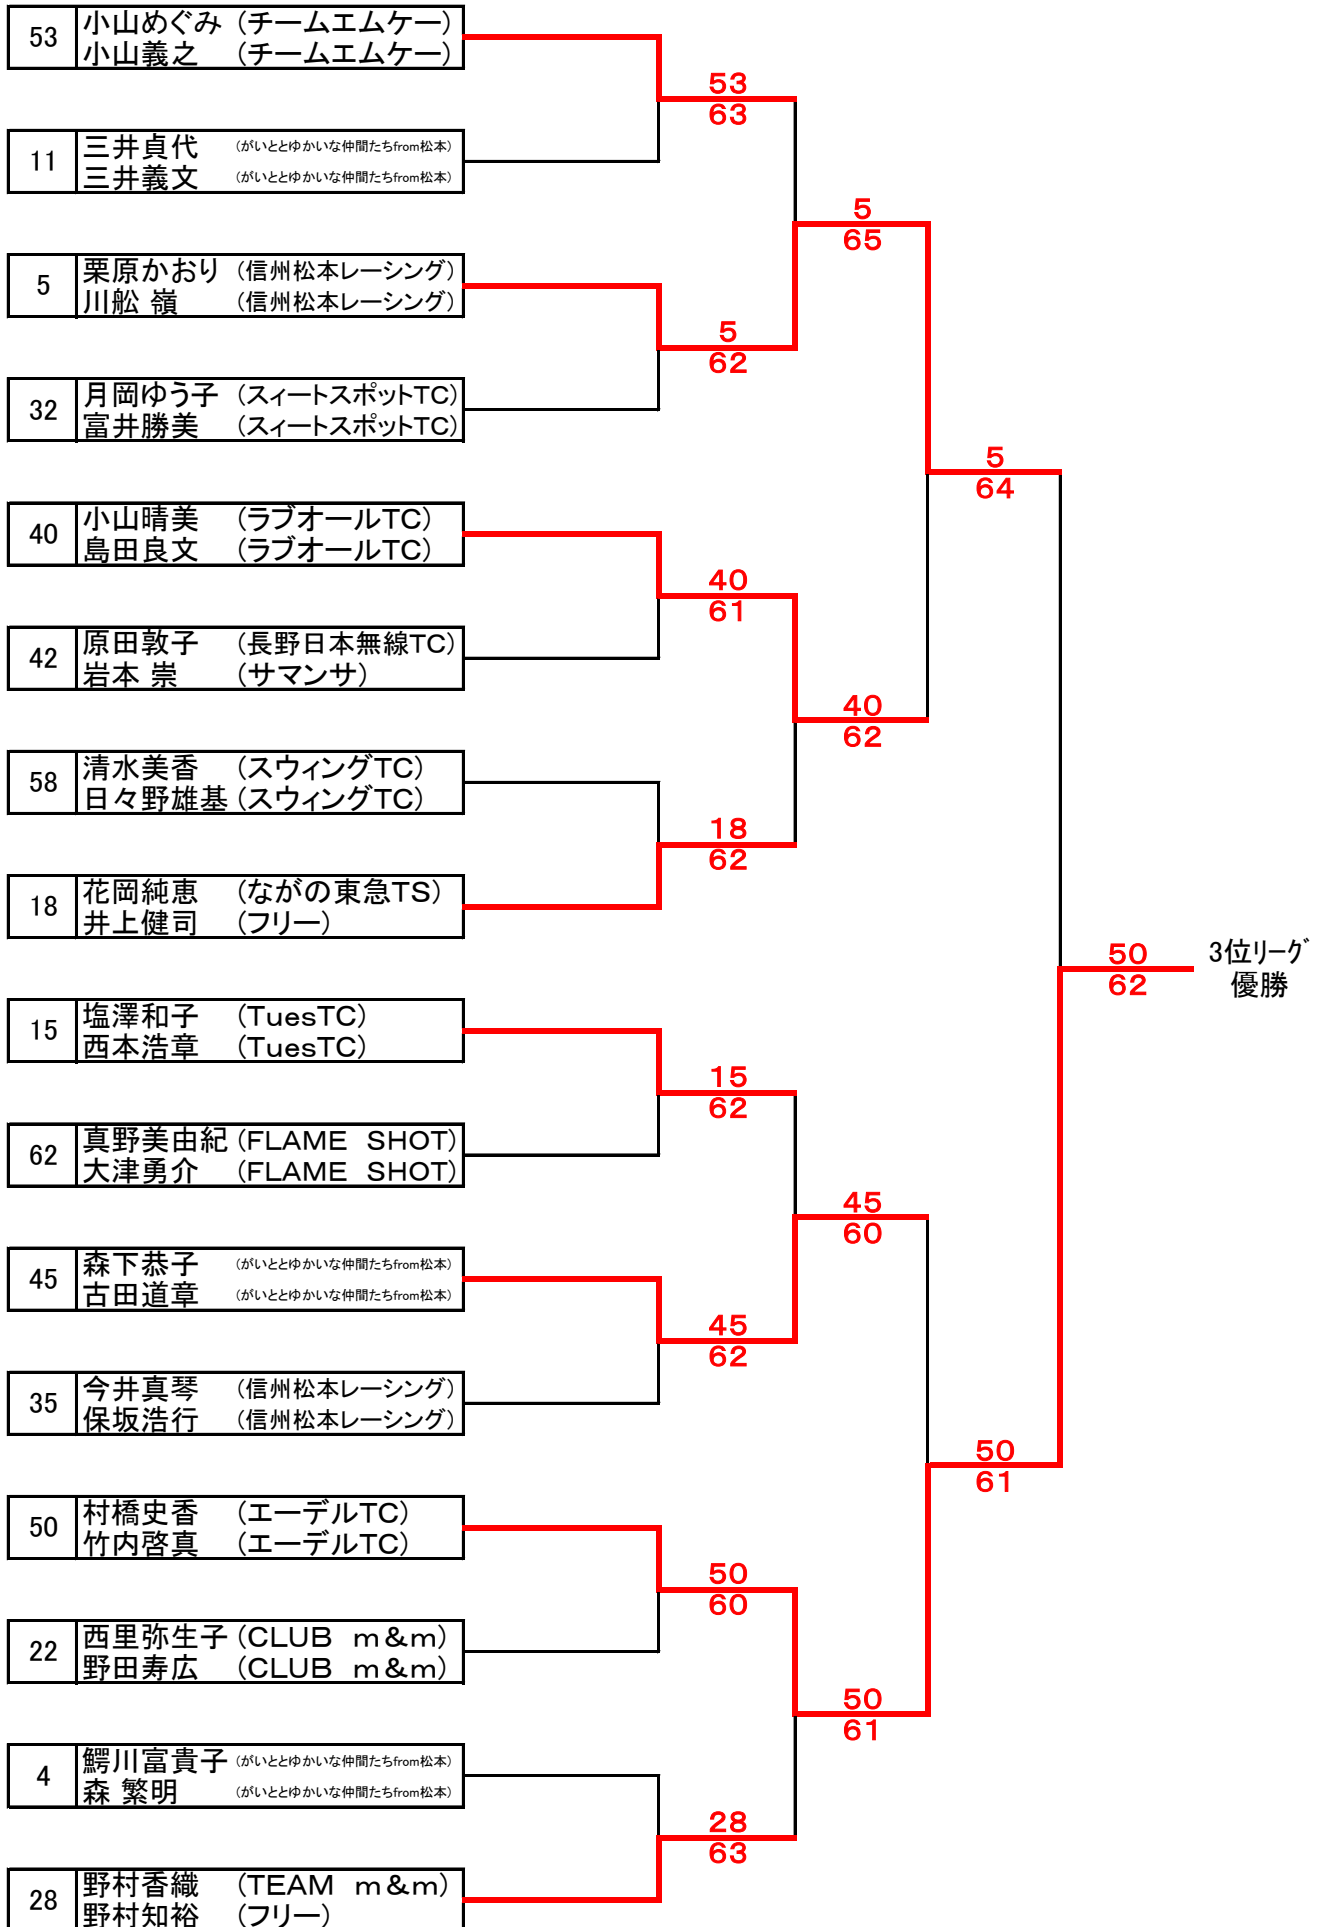 53 小山めぐみ (チームエムケー)
小山義之 (チームエムケー)
53
63
11 三井貞代 (がいととゆかいな仲間たちfrom松本)
三井義文 (がいととゆかいな仲間たちfrom松本)
5
65
5 栗原かおり (信州松本レーシング)
川舩 嶺 (信州松本レーシング)
5
62
32 月岡ゆう子 (スィートスポットTC)
富井勝美 (スィートスポットTC)
5
64
40 小山晴美 (ラブオールTC)
島田良文 (ラブオールTC)
40
61
42 原田敦子 (長野日本無線TC)
岩本 崇 (サマンサ)
40
62
58 清水美香 (スウィングTC)
日々野雄基 (スウィングTC)
18
62
18 花岡純恵 (ながの東急TS)
井上健司 (フリー)
50
62
3位リーグ
優勝
15 塩澤和子 (TuesTC)
西本浩章 (TuesTC)
15
62
62 真野美由紀 (FLAME SHOT)
大津勇介 (FLAME SHOT)
45
60
45 森下恭子 (がいととゆかいな仲間たちfrom松本)
古田道章 (がいととゆかいな仲間たちfrom松本)
45
62
35 今井真琴 (信州松本レーシング)
保坂浩行 (信州松本レーシング)
50
61
50 村橋史香 (エーデルTC)
竹内啓真 (エーデルTC)
50
60
22 西里弥生子 (CLUB m&m)
野田寿広 (CLUB m&m)
50
61
4 鰐川富貴子 (がいととゆかいな仲間たちfrom松本)
森 繁明 (がいととゆかいな仲間たちfrom松本)
28
63
28 野村香織 (TEAM m&m)
野村知裕 (フリー)